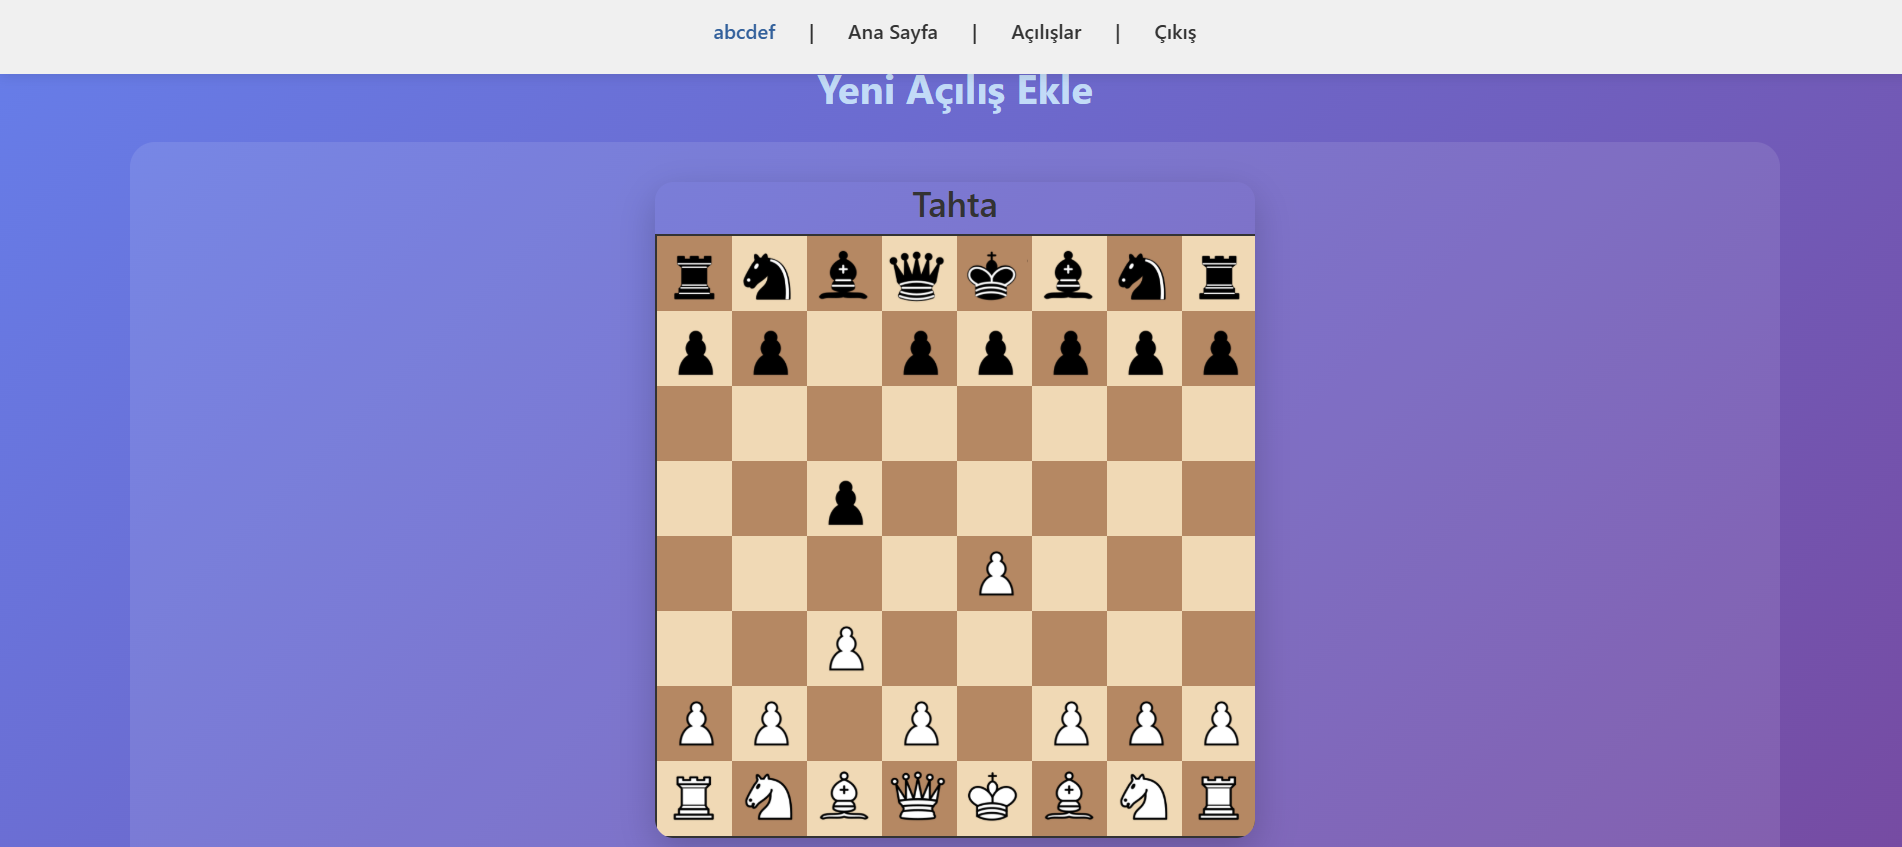 abcdef | Ana Sayfa | Açılışlar | Çıkış
Yeni Açılış Ekle
Tahta